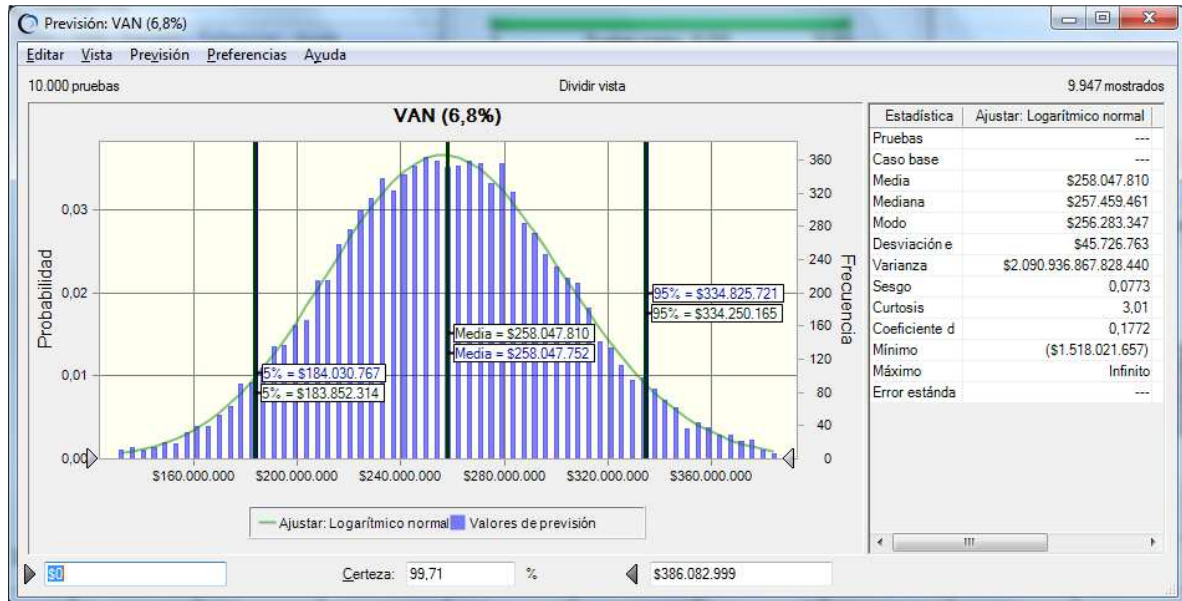 Previsión: VAN (6,8%)
Editar Vista Previsión Preferencias Ayuda
10.000 pruebas Dividir vista 9.947 mostrados
VAN (6,8%)
Probabilidad
0,03
0,02
0,01
0,00
360
320
280
240
200
160
120
80
40
0
Frecuencia
95% = $334.825.721
95% = $334.250.165
Media = $258.047.810
Media = $258.047.752
5% = $184.030.767
5% = $183.852.314
$160.000.000 $200.000.000 $240.000.000 $280.000.000 $320.000.000 $360.000.000
Ajustar: Logarítmico normal Valores de previsión
Estadística Ajustar: Logarítmico normal
Pruebas ---
Caso base ---
Media $258.047.810
Mediana $257.459.461
Modo $256.283.347
Desviación e $45.726.763
Varianza $2.090.936.867.828.440
Sesgo 0,0773
Curtosis 3,01
Coeficiente d 0,1772
Mínimo ($1.518.021.657)
Máximo Infinito
Error estánda ---
$0 Certeza: 99,71 % $386.082.999